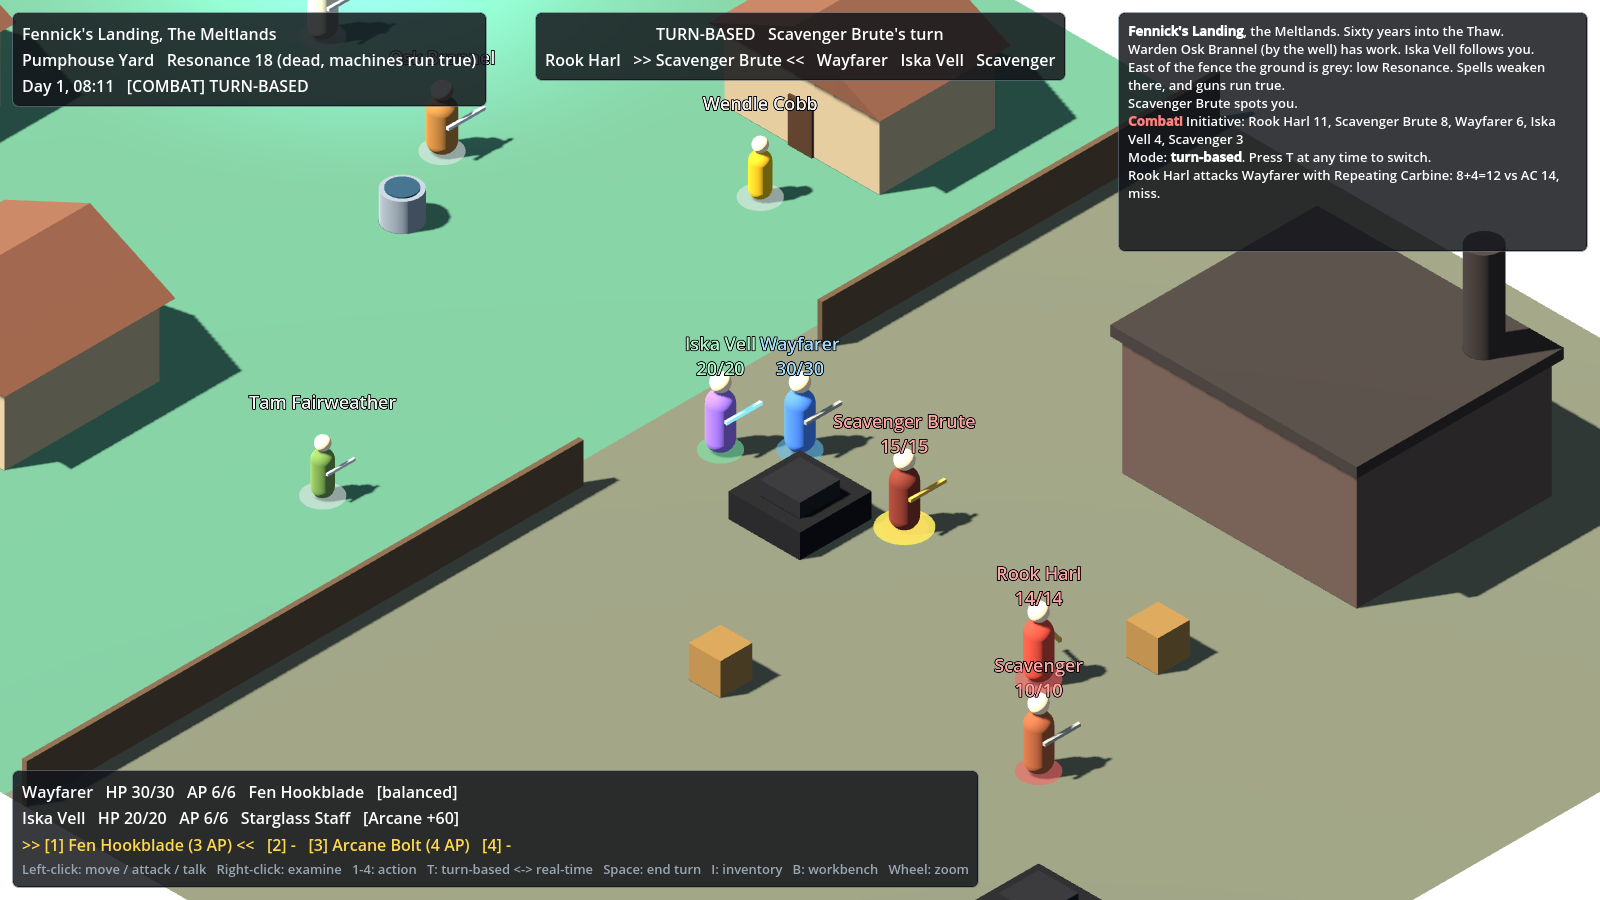 Fennick's Landing, The Meltlands
Pumphouse Yard   Resonance 18 (dead, machines run true)
Day 1, 08:11   [COMBAT] TURN-BASED
TURN-BASED   Scavenger Brute's turn
Rook Harl   >> Scavenger Brute <<   Wayfarer   Iska Vell   Scavenger
Fennick's Landing, the Meltlands. Sixty years into the Thaw.
Warden Osk Brannel (by the well) has work. Iska Vell follows you.
East of the fence the ground is grey: low Resonance. Spells weaken
there, and guns run true.
Scavenger Brute spots you.
Combat! Initiative: Rook Harl 11, Scavenger Brute 8, Wayfarer 6, Iska
Vell 4, Scavenger 3
Mode: turn-based. Press T at any time to switch.
Rook Harl attacks Wayfarer with Repeating Carbine: 8+4=12 vs AC 14,
miss.
Osk Brannel
Wendle Cobb
Iska Vell
20/20
Wayfarer
30/30
Tam Fairweather
Scavenger Brute
15/15
Rook Harl
14/14
Scavenger
10/10
Wayfarer   HP 30/30   AP 6/6   Fen Hookblade   [balanced]
Iska Vell   HP 20/20   AP 6/6   Starglass Staff   [Arcane +60]
>> [1] Fen Hookblade (3 AP) <<   [2] -   [3] Arcane Bolt (4 AP)   [4] -
Left-click: move / attack / talk   Right-click: examine   1-4: action   T: turn-based <-> real-time   Space: end turn   I: inventory   B: workbench   Wheel: zoom